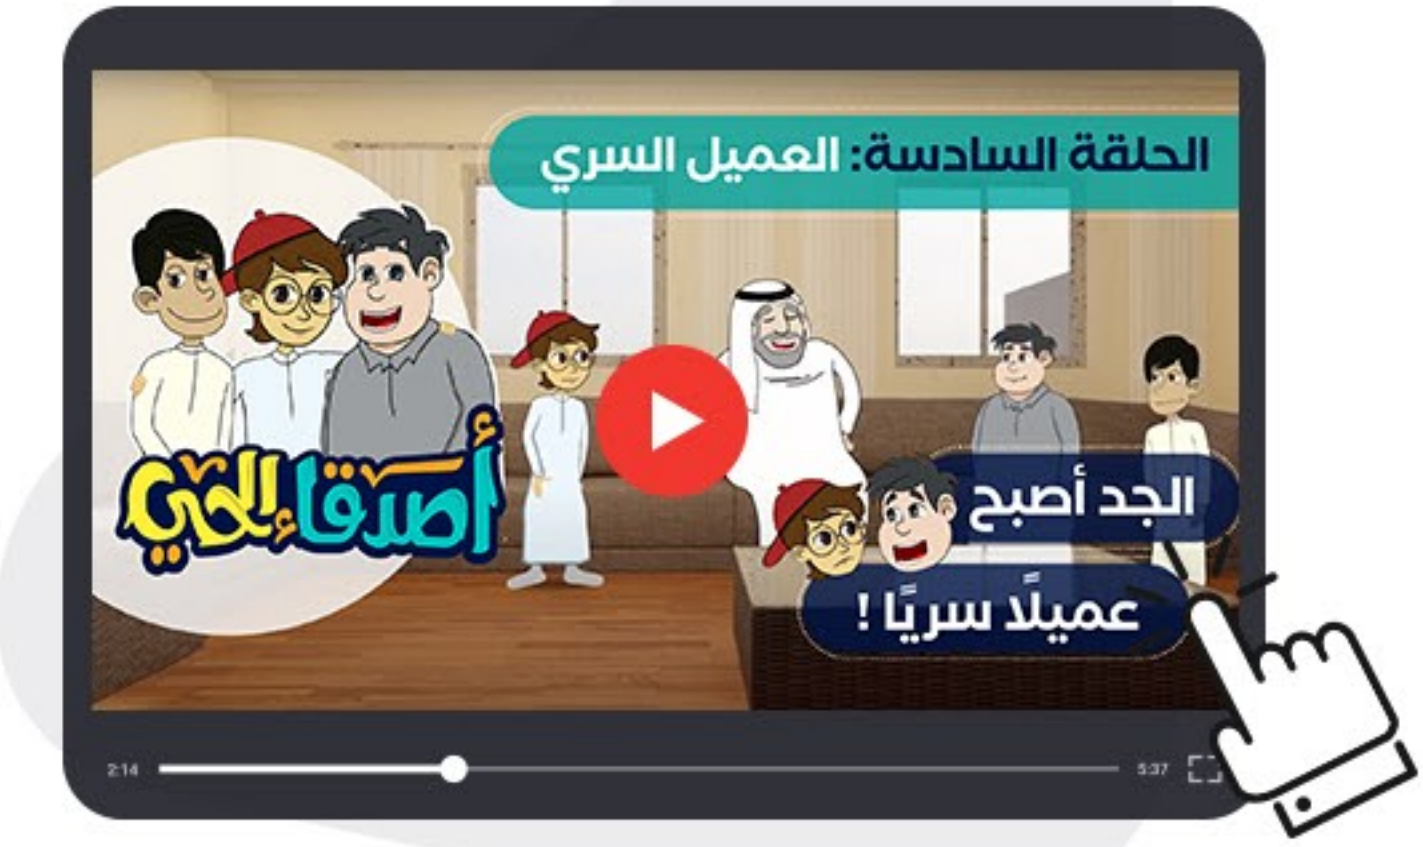 الحلقة السادسة: العميل السري
أصدقاء الحي
الجد أصبح
عميلًا سريًا !
2:14
5:37